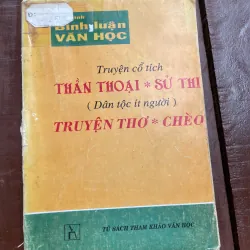 Bình luận
VĂN HỌC
Truyện cổ tích
THẦN THOẠI * SỬ THI
( Dân tộc ít người )
TRUYỆN THƠ * CHÈO
TỦ SÁCH THAM KHẢO VĂN HỌC